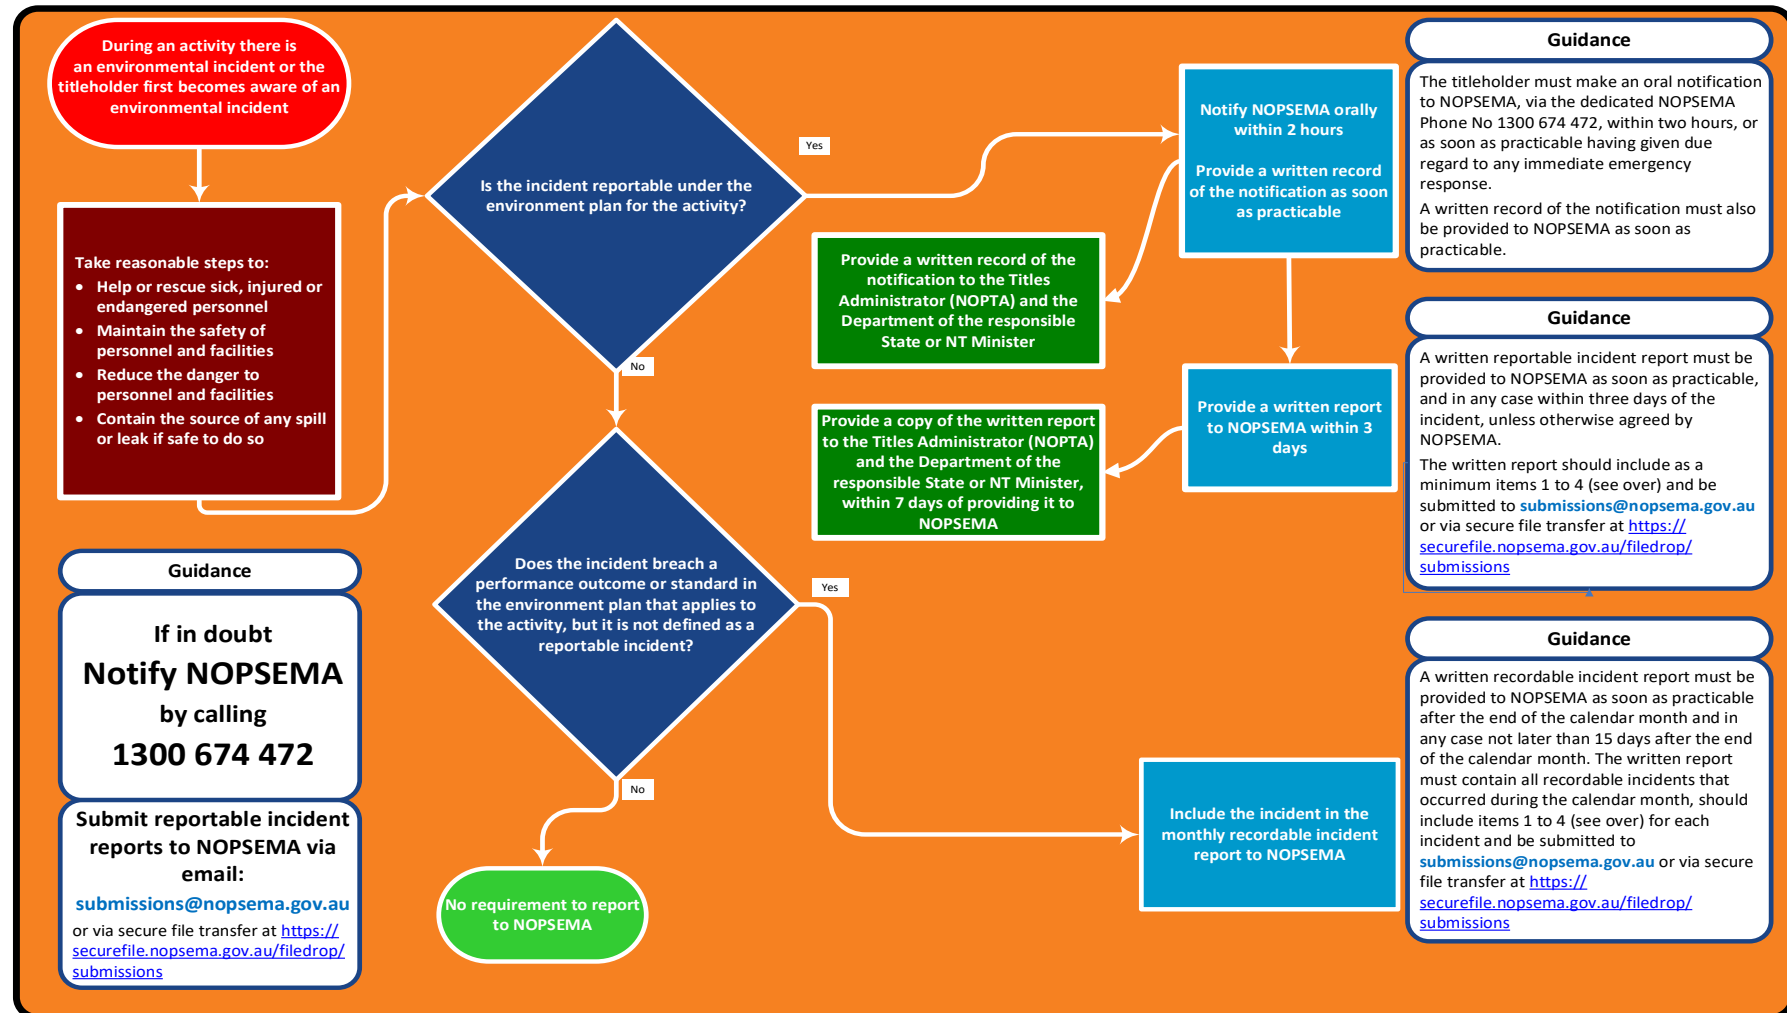 During an activity there is
an environmental incident or the
titleholder first becomes aware of an
environmental incident
Take reasonable steps to:
• Help or rescue sick, injured or
endangered personnel
• Maintain the safety of
personnel and facilities
• Reduce the danger to
personnel and facilities
• Contain the source of any spill
or leak if safe to do so
Guidance
If in doubt
Notify NOPSEMA
by calling
1300 674 472
Submit reportable incident
reports to NOPSEMA via
email:
submissions@nopsema.gov.au
or via secure file transfer at https://
securefile.nopsema.gov.au/filedrop/
submissions
Is the incident reportable under the
environment plan for the activity?
Yes
No
Does the incident breach a
performance outcome or standard in
the environment plan that applies to
the activity, but it is not defined as a
reportable incident?
Yes
No
No requirement to report
to NOPSEMA
Notify NOPSEMA orally
within 2 hours
Provide a written record
of the notification as soon
as practicable
Provide a written record of the
notification to the Titles
Administrator (NOPTA) and the
Department of the responsible
State or NT Minister
Provide a written report
to NOPSEMA within 3
days
Provide a copy of the written report
to the Titles Administrator (NOPTA)
and the Department of the
responsible State or NT Minister,
within 7 days of providing it to
NOPSEMA
Include the incident in the
monthly recordable incident
report to NOPSEMA
Guidance
The titleholder must make an oral notification
to NOPSEMA, via the dedicated NOPSEMA
Phone No 1300 674 472, within two hours, or
as soon as practicable having given due
regard to any immediate emergency
response.
A written record of the notification must also
be provided to NOPSEMA as soon as
practicable.
Guidance
A written reportable incident report must be
provided to NOPSEMA as soon as practicable,
and in any case within three days of the
incident, unless otherwise agreed by
NOPSEMA.
The written report should include as a
minimum items 1 to 4 (see over) and be
submitted to submissions@nopsema.gov.au
or via secure file transfer at https://
securefile.nopsema.gov.au/filedrop/
submissions
Guidance
A written recordable incident report must be
provided to NOPSEMA as soon as practicable
after the end of the calendar month and in
any case not later than 15 days after the end
of the calendar month. The written report
must contain all recordable incidents that
occurred during the calendar month, should
include items 1 to 4 (see over) for each
incident and be submitted to
submissions@nopsema.gov.au or via secure
file transfer at https://
securefile.nopsema.gov.au/filedrop/
submissions